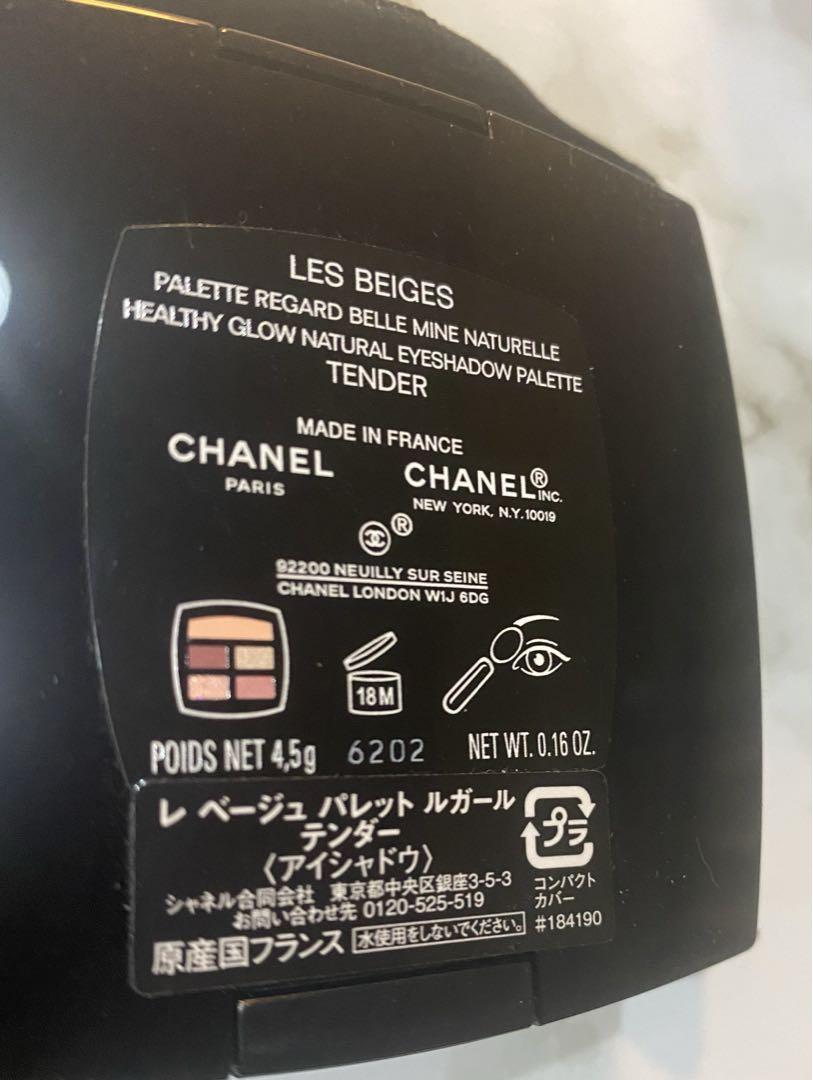 LES BEIGES
PALETTE REGARD BELLE MINE NATURELLE
HEALTHY GLOW NATURAL EYESHADOW PALETTE
TENDER
MADE IN FRANCE
CHANEL
PARIS
CHANEL® INC.
NEW YORK, N.Y. 10019
®
92200 NEUILLY SUR SEINE
CHANEL LONDON W1J 6DG
18 M
POIDS NET 4,5g 6202 NET WT. 0.16 OZ.
レ ベージュ パレット ルガール
テンダー
〈アイシャドウ〉
シャネル合同会社 東京都中央区銀座3-5-3
お問い合わせ先 0120-525-519
原産国フランス 水使用をしないでください。
プラ
コンパクト
カバー
#184190